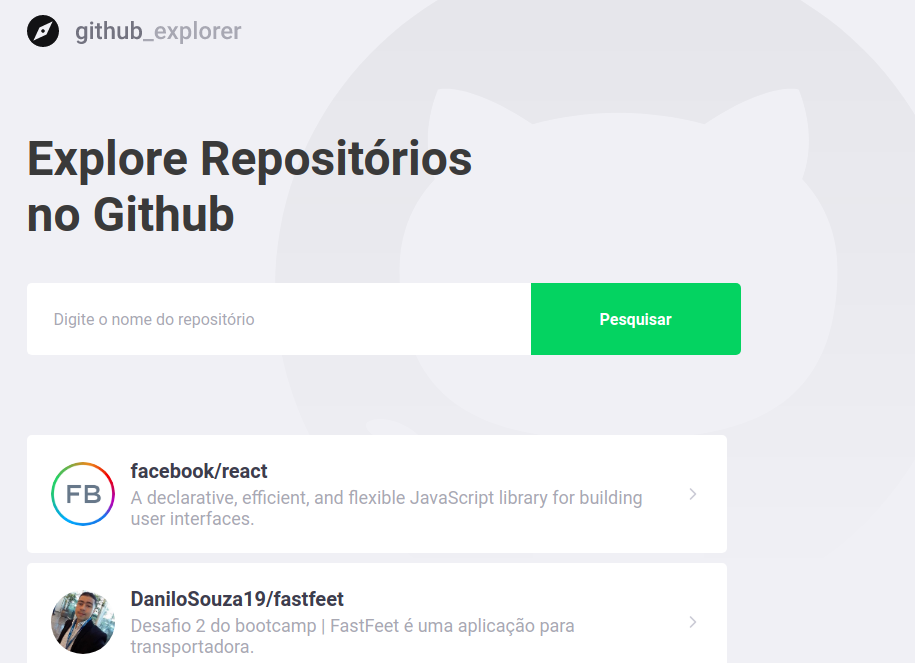 github_explorer
Explore Repositórios
no Github
Digite o nome do repositório
Pesquisar
FB
facebook/react
A declarative, efficient, and flexible JavaScript library for building
user interfaces.
DaniloSouza19/fastfeet
Desafio 2 do bootcamp | FastFeet é uma aplicação para
transportadora.